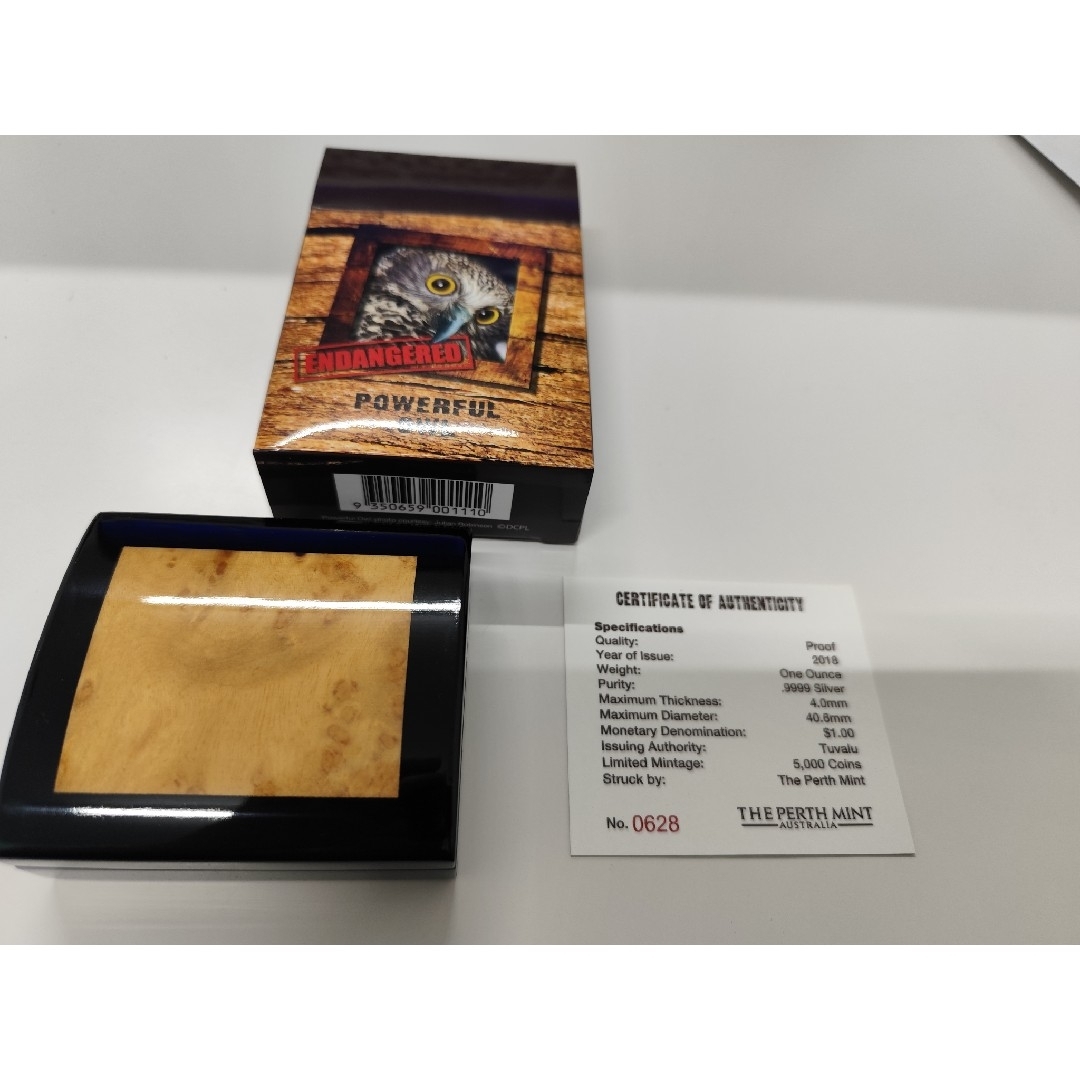 ENDANGERED
POWERFUL
9 350659 001110
©DCPL
CERTIFICATE OF AUTHENTICITY
Specifications
Quality: Proof
Year of Issue: 2018
Weight: One Ounce
Purity: .9999 Silver
Maximum Thickness: 4.0mm
Maximum Diameter: 40.6mm
Monetary Denomination: $1.00
Issuing Authority: Tuvalu
Limited Mintage: 5,000 Coins
Struck by: The Perth Mint
No. 0628
THE PERTH MINT
AUSTRALIA